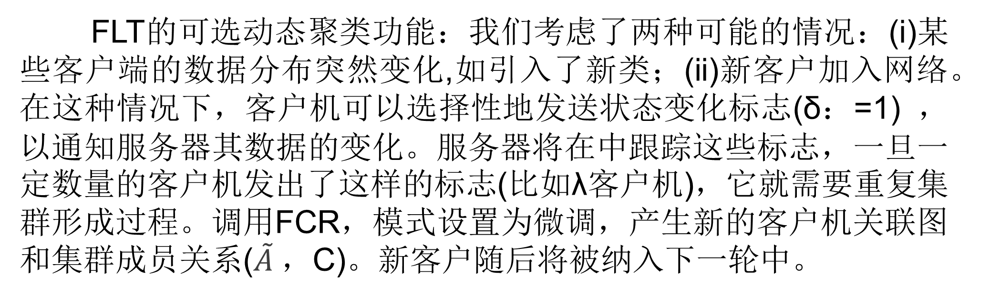 FLT的可选动态聚类功能：我们考虑了两种可能的情况：(i)某
些客户端的数据分布突然变化,如引入了新类；(ii)新客户加入网络。
在这种情况下，客户机可以选择性地发送状态变化标志(δ：=1) ，
以通知服务器其数据的变化。服务器将在中跟踪这些标志，一旦一
定数量的客户机发出了这样的标志(比如λ客户机)，它就需要重复集
群形成过程。调用FCR，模式设置为微调，产生新的客户机关联图
和集群成员关系(Ã ，C)。新客户随后将被纳入下一轮中。